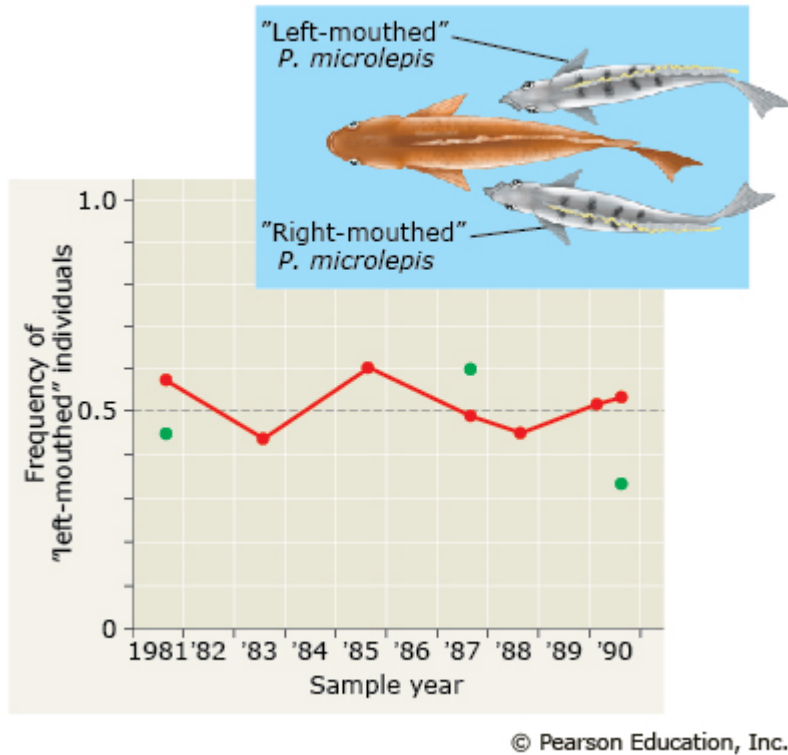 "Left-mouthed"
P. microlepis
"Right-mouthed"
P. microlepis
1.0
0.5
0
Frequency of
"left-mouthed" individuals
1981 '82 '83 '84 '85 '86 '87 '88 '89 '90
Sample year
© Pearson Education, Inc.